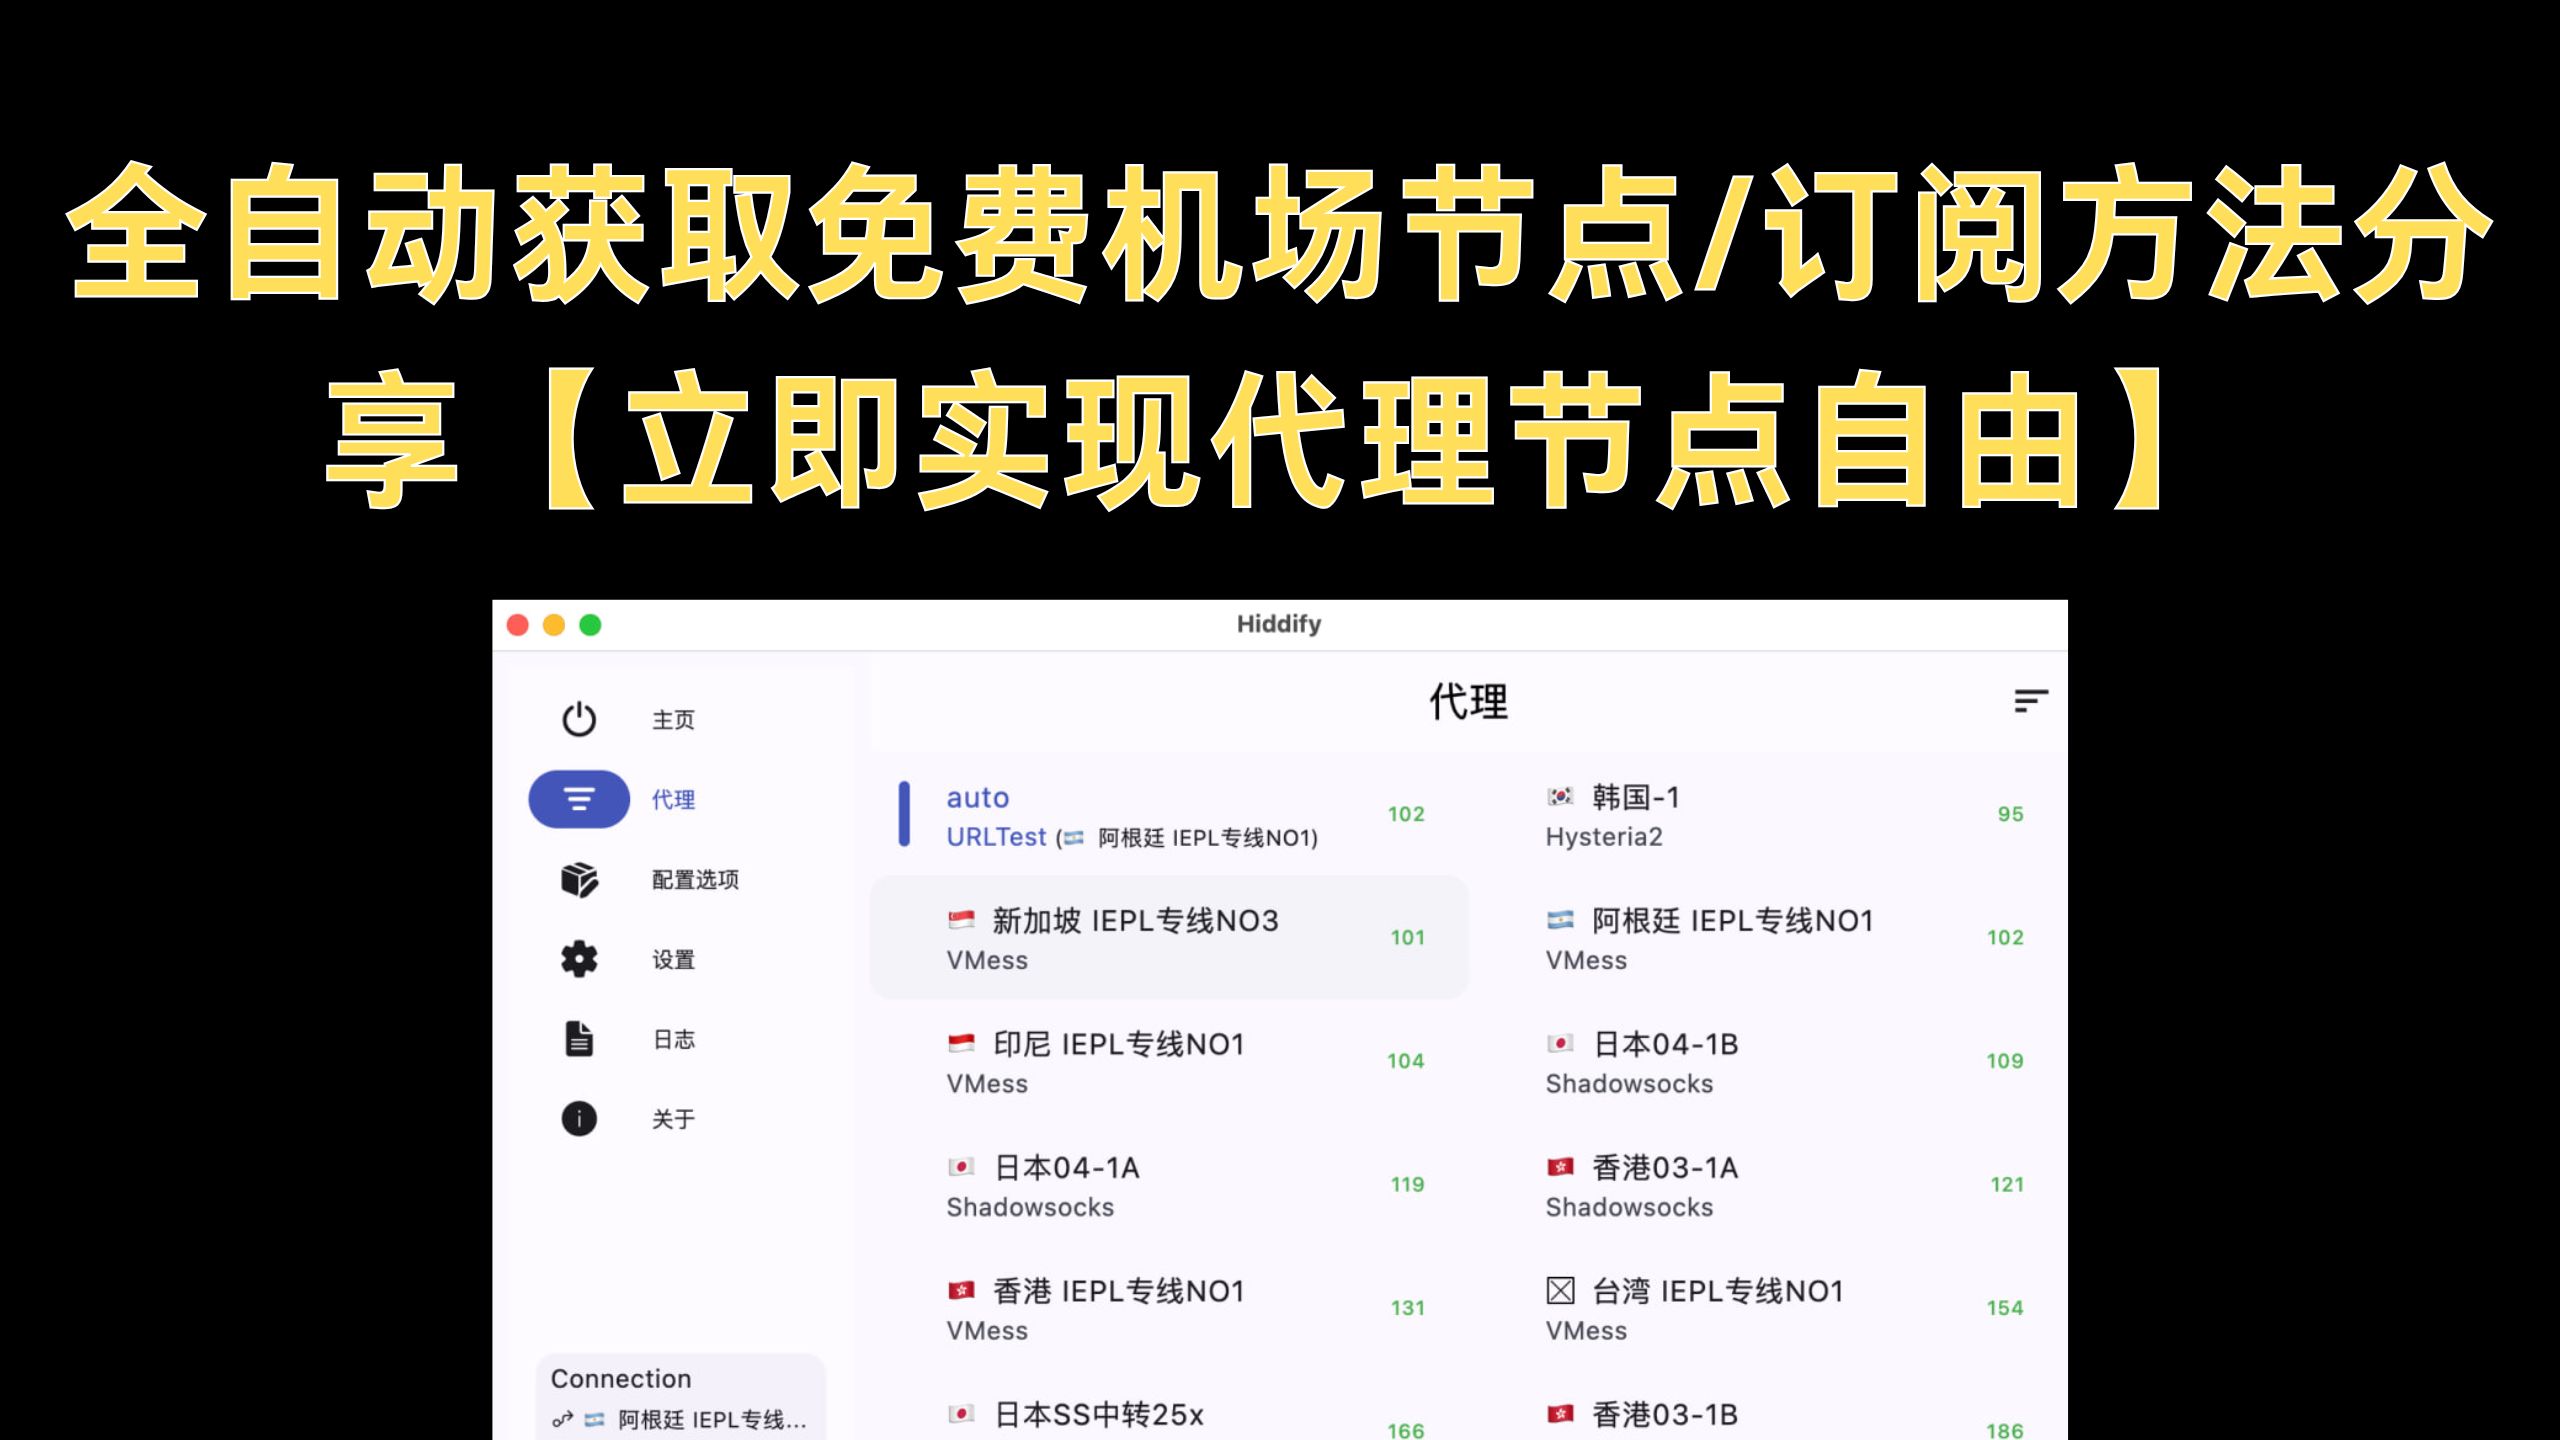 全自动获取免费机场节点/订阅方法分
享【立即实现代理节点自由】
Hiddify
主页
代理
配置选项
设置
日志
关于
Connection
阿根廷 IEPL专线...
代理
auto
URLTest (🇦🇷 阿根廷 IEPL专线NO1)
102
韩国-1
Hysteria2
95
新加坡 IEPL专线NO3
VMess
101
阿根廷 IEPL专线NO1
VMess
102
印尼 IEPL专线NO1
VMess
104
日本04-1B
Shadowsocks
109
日本04-1A
Shadowsocks
119
香港03-1A
Shadowsocks
121
香港 IEPL专线NO1
VMess
131
台湾 IEPL专线NO1
VMess
154
日本SS中转25x
166
香港03-1B
186